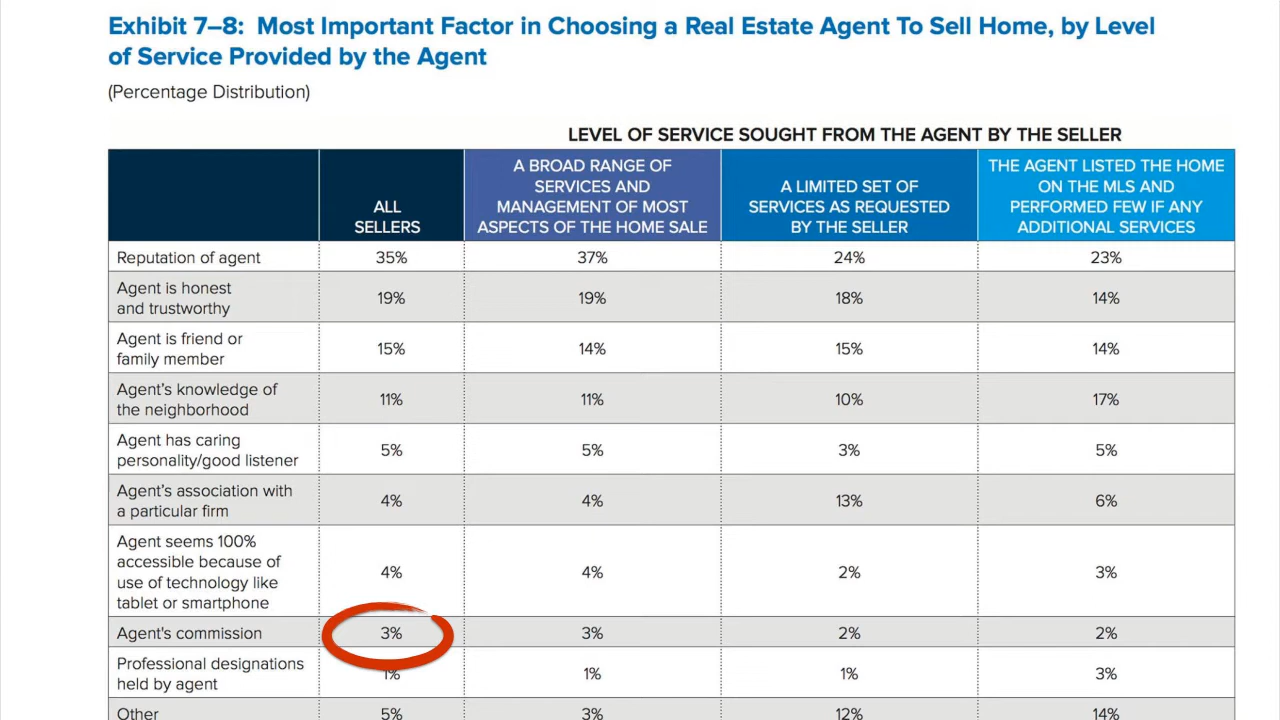 Exhibit 7–8: Most Important Factor in Choosing a Real Estate Agent To Sell Home, by Level
of Service Provided by the Agent
(Percentage Distribution)
LEVEL OF SERVICE SOUGHT FROM THE AGENT BY THE SELLER
ALL
SELLERS
A BROAD RANGE OF
SERVICES AND
MANAGEMENT OF MOST
ASPECTS OF THE HOME SALE
A LIMITED SET OF
SERVICES AS REQUESTED
BY THE SELLER
THE AGENT LISTED THE HOME
ON THE MLS AND
PERFORMED FEW IF ANY
ADDITIONAL SERVICES
Reputation of agent 35% 37% 24% 23%
Agent is honest
and trustworthy 19% 19% 18% 14%
Agent is friend or
family member 15% 14% 15% 14%
Agent’s knowledge of
the neighborhood 11% 11% 10% 17%
Agent has caring
personality/good listener 5% 5% 3% 5%
Agent’s association with
a particular firm 4% 4% 13% 6%
Agent seems 100%
accessible because of
use of technology like
tablet or smartphone 4% 4% 2% 3%
Agent's commission 3% 3% 2% 2%
Professional designations
held by agent 1% 1% 1% 3%
Other 5% 3% 12% 14%